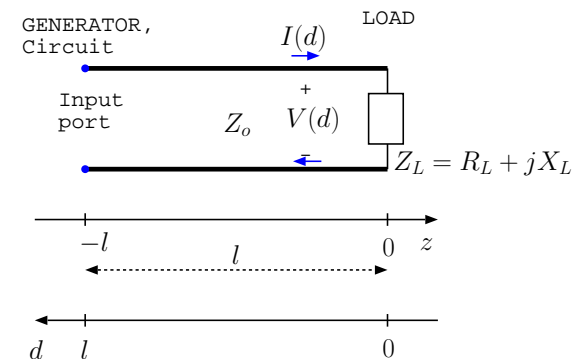 GENERATOR,
Circuit
LOAD
I(d)
Input
port
+
Z_o
V(d)
-
Z_L = R_L + jX_L
-l
0
z
l
d
l
0